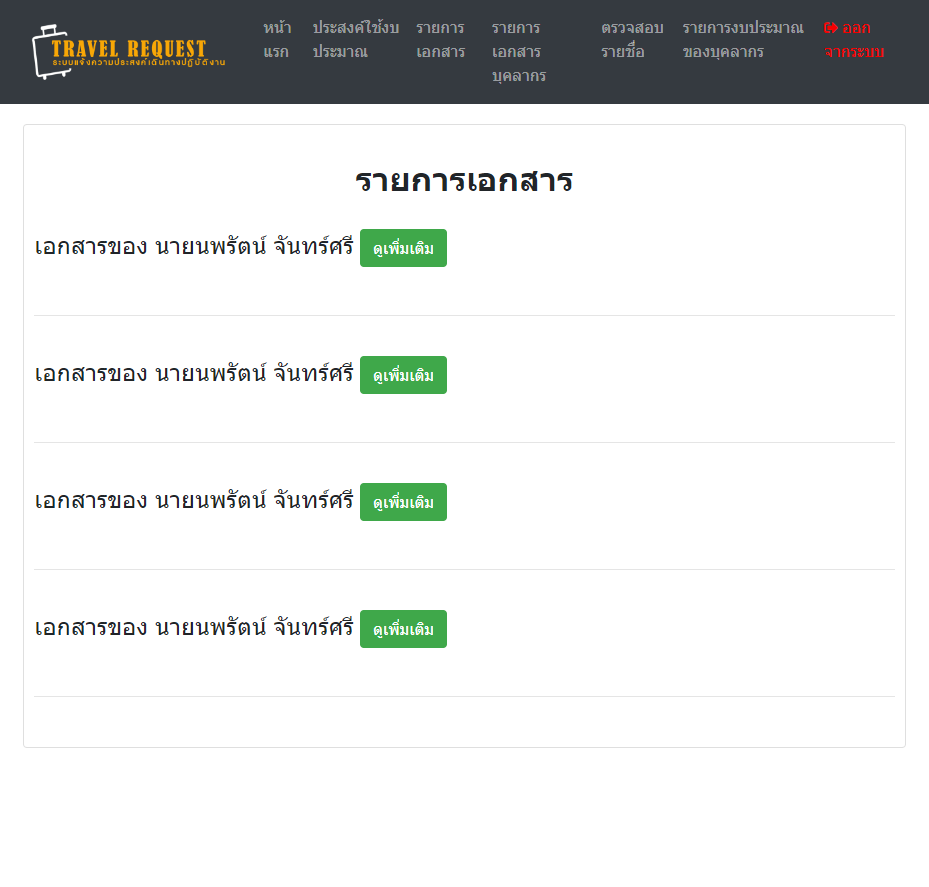 TRAVEL REQUEST
ระบบแจ้งความประสงค์เดินทางปฏิบัติงาน
หน้า
แรก
ประสงค์ใช้งบ
ประมาณ
รายการ
เอกสาร
รายการ
เอกสาร
บุคลากร
ตรวจสอบ
รายชื่อ
รายการงบประมาณ
ของบุคลากร
ออก
จากระบบ
รายการเอกสาร
เอกสารของ นายนพรัตน์ จันทร์ศรี ดูเพิ่มเติม
เอกสารของ นายนพรัตน์ จันทร์ศรี ดูเพิ่มเติม
เอกสารของ นายนพรัตน์ จันทร์ศรี ดูเพิ่มเติม
เอกสารของ นายนพรัตน์ จันทร์ศรี ดูเพิ่มเติม